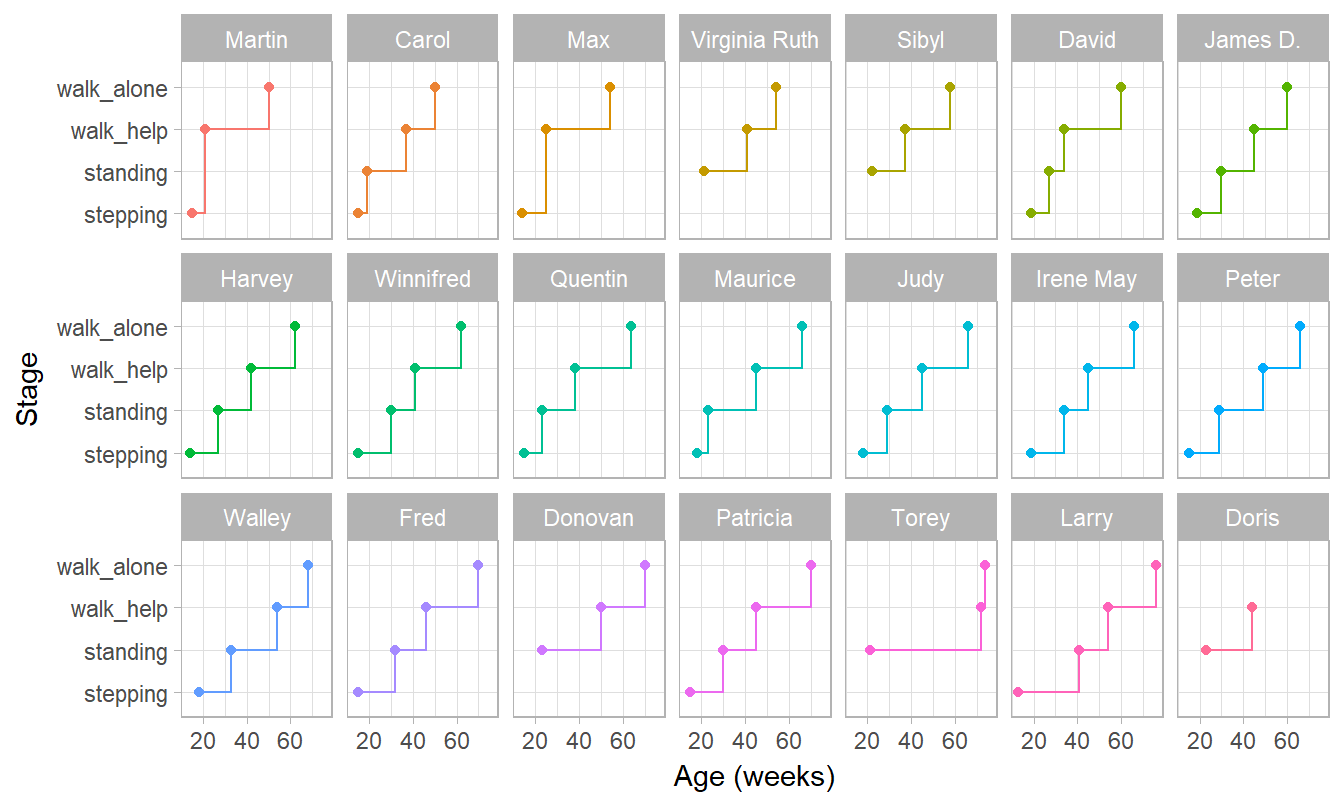 Martin Carol Max Virginia Ruth Sibyl David James D.
walk_alone
walk_help
standing
stepping
Harvey Winnifred Quentin Maurice Judy Irene May Peter
walk_alone
walk_help
standing
stepping
Stage
Walley Fred Donovan Patricia Torey Larry Doris
walk_alone
walk_help
standing
stepping
20 40 60 20 40 60 20 40 60 20 40 60 20 40 60 20 40 60 20 40 60
Age (weeks)